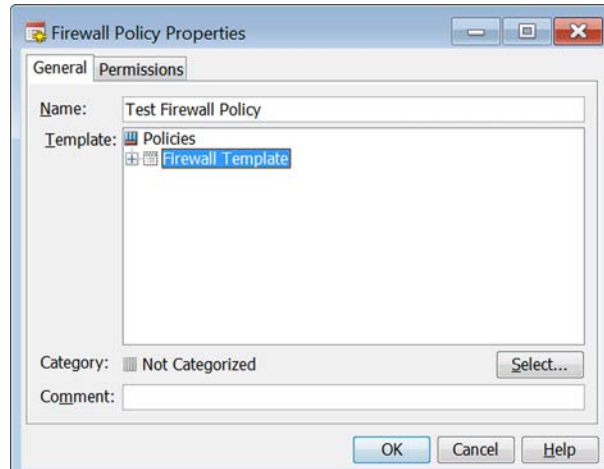 Firewall Policy Properties
General Permissions
Name: Test Firewall Policy
Template: Policies
Firewall Template
Category: Not Categorized Select...
Comment:
OK Cancel Help